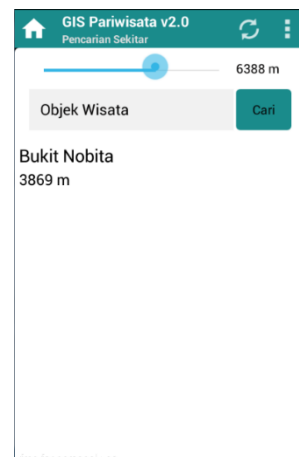 GIS Pariwisata v2.0
Pencarian Sekitar
6388 m
Objek Wisata
Cari
Bukit Nobita
3869 m